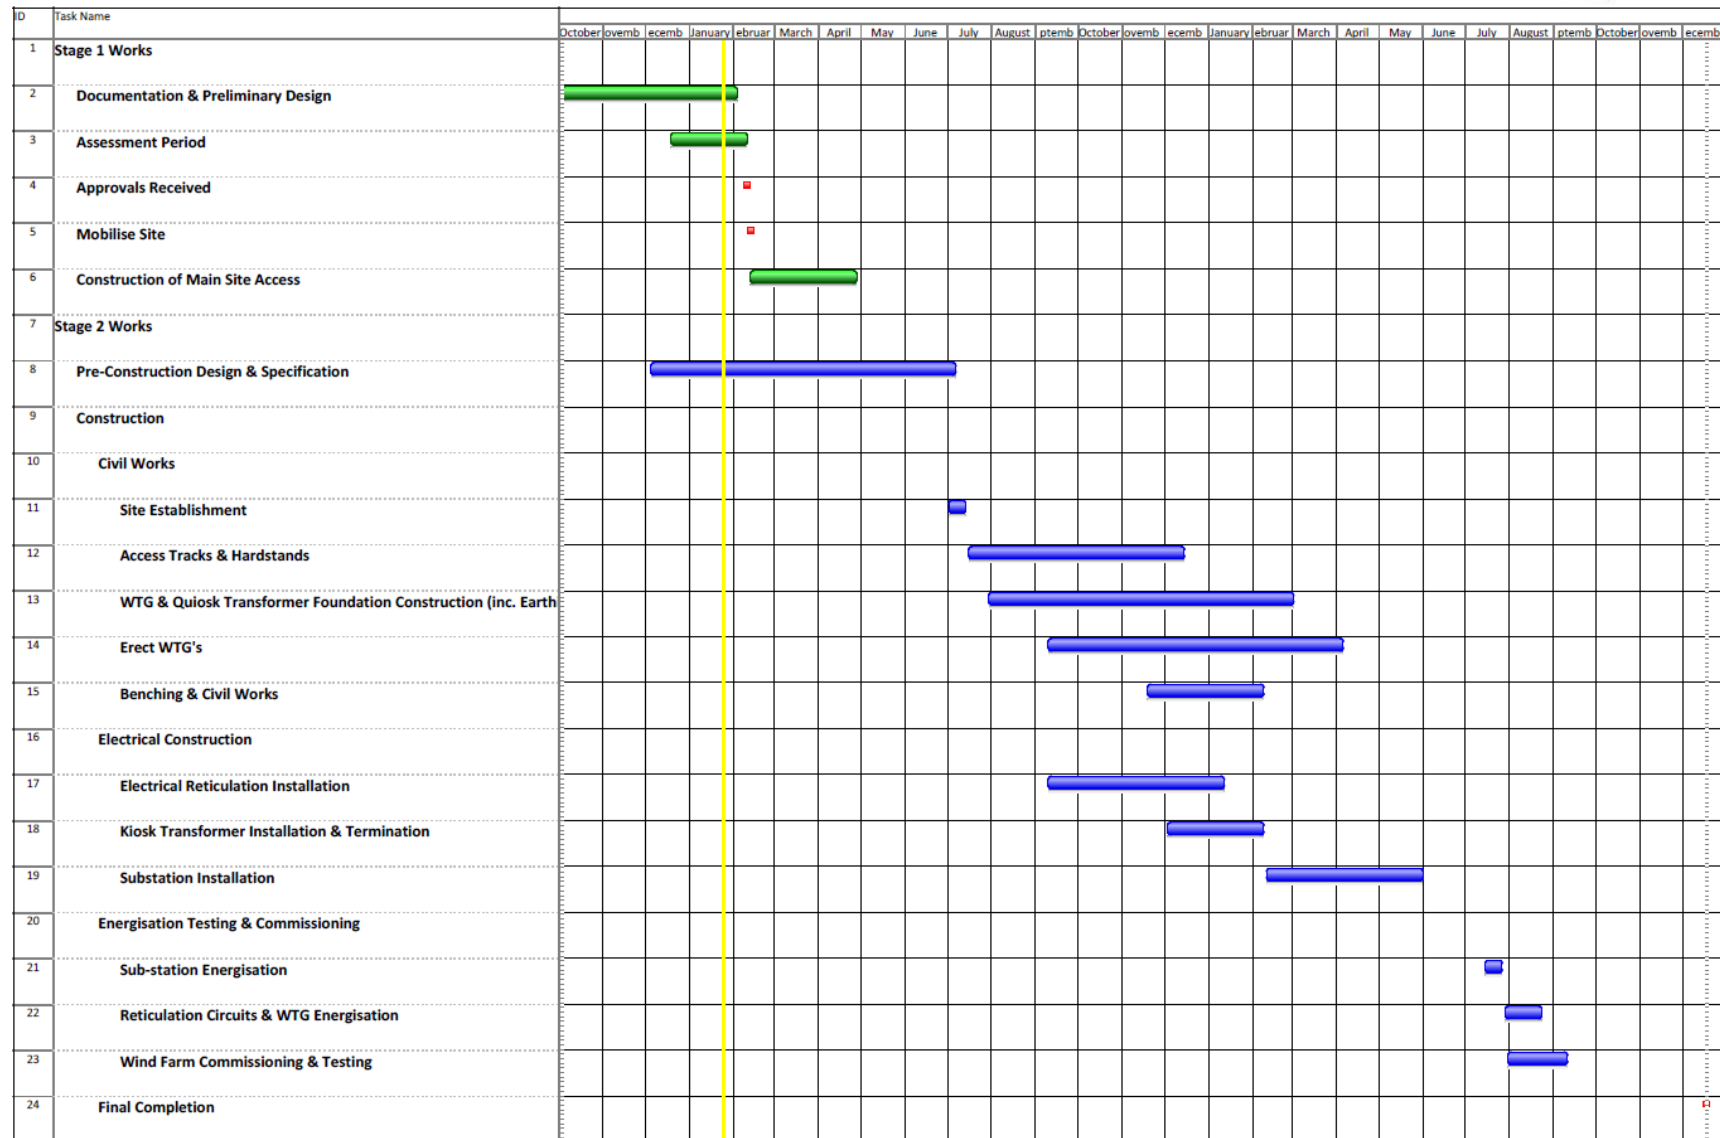 ID Task Name
October ovemb ecemb January ebruar March April May June July August ptemb October ovemb ecemb January ebruar March April May June July August ptemb October ovemb ecemb
1 Stage 1 Works
2 Documentation & Preliminary Design
3 Assessment Period
4 Approvals Received
5 Mobilise Site
6 Construction of Main Site Access
7 Stage 2 Works
8 Pre-Construction Design & Specification
9 Construction
10 Civil Works
11 Site Establishment
12 Access Tracks & Hardstands
13 WTG & Quiosk Transformer Foundation Construction (inc. Earth
14 Erect WTG's
15 Benching & Civil Works
16 Electrical Construction
17 Electrical Reticulation Installation
18 Kiosk Transformer Installation & Termination
19 Substation Installation
20 Energisation Testing & Commissioning
21 Sub-station Energisation
22 Reticulation Circuits & WTG Energisation
23 Wind Farm Commissioning & Testing
24 Final Completion